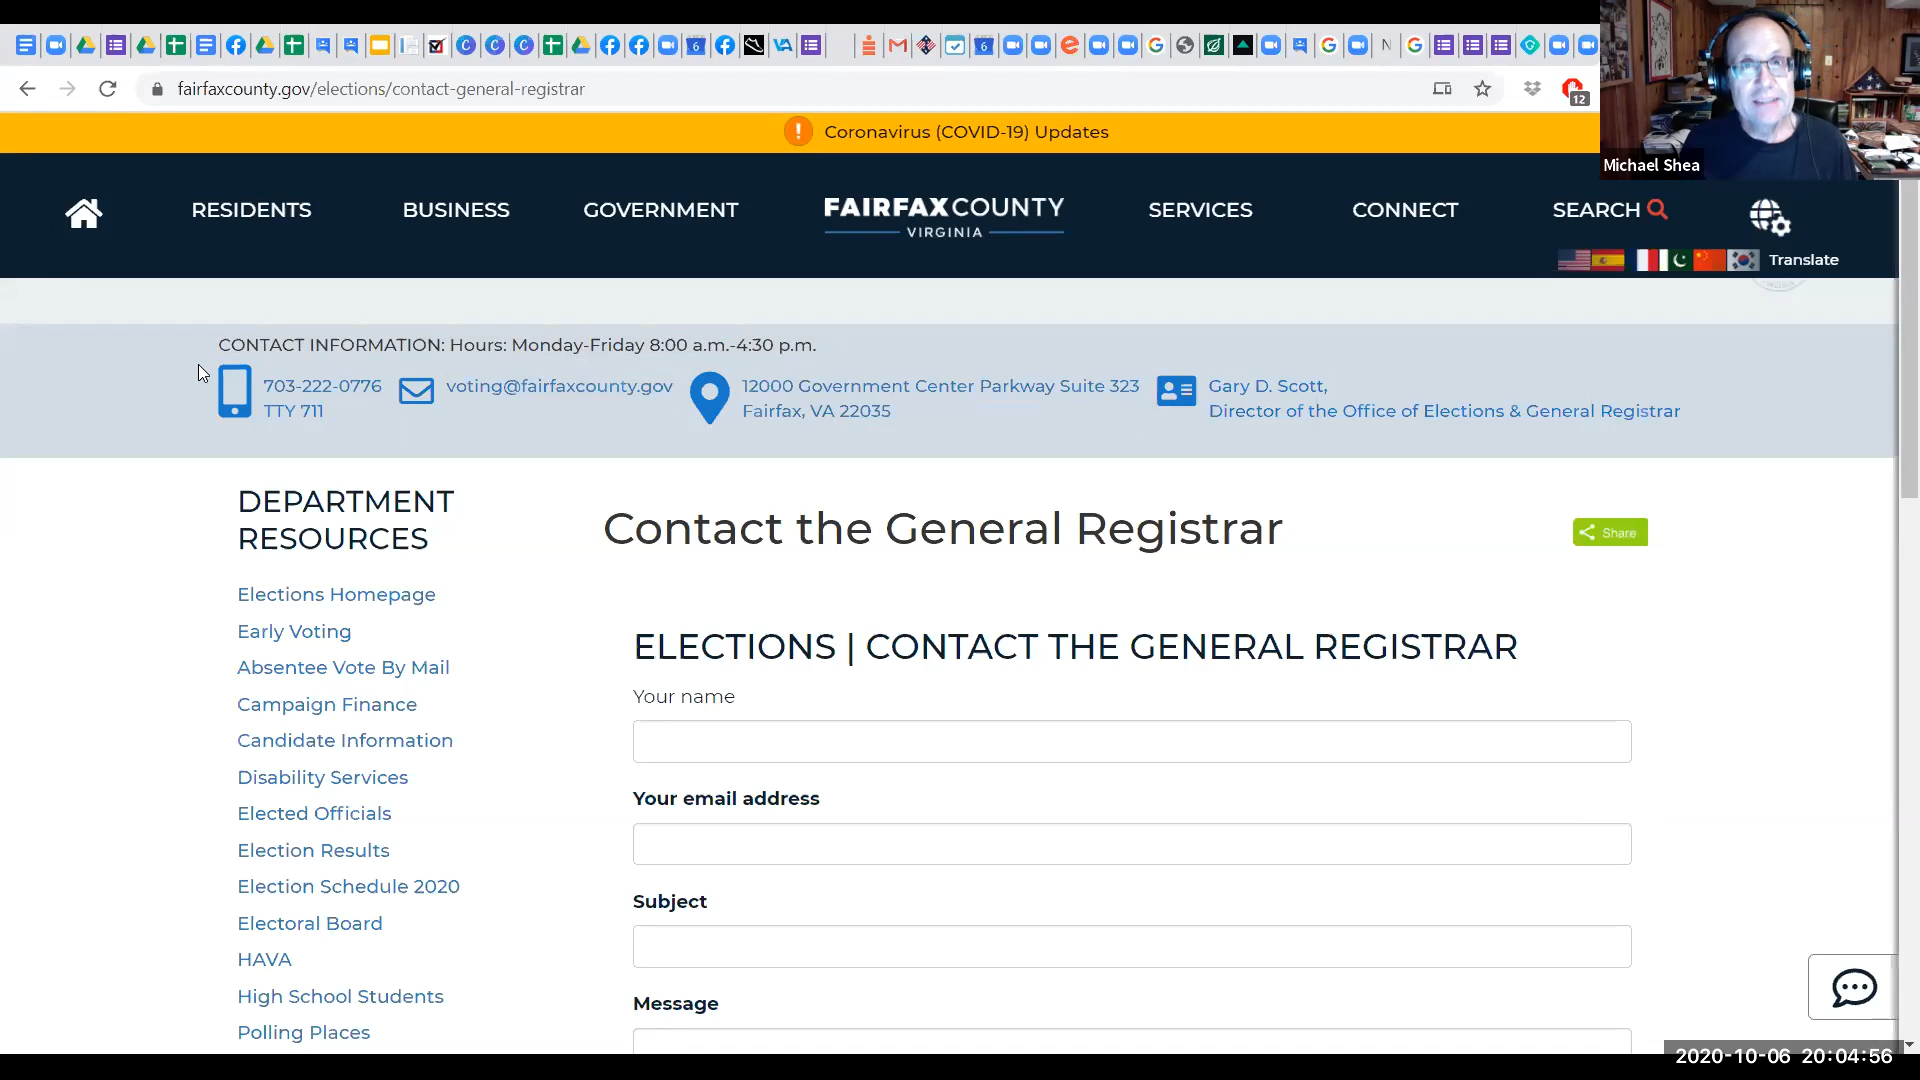 fairfaxcounty.gov/elections/contact-general-registrar
12
Coronavirus (COVID-19) Updates
Michael Shea
RESIDENTS
BUSINESS
GOVERNMENT
FAIRFAX COUNTY
VIRGINIA
SERVICES
CONNECT
SEARCH
Translate
CONTACT INFORMATION: Hours: Monday-Friday 8:00 a.m.-4:30 p.m.
703-222-0776
TTY 711
voting@fairfaxcounty.gov
12000 Government Center Parkway Suite 323
Fairfax, VA 22035
Gary D. Scott,
Director of the Office of Elections & General Registrar
DEPARTMENT
RESOURCES
Elections Homepage
Early Voting
Absentee Vote By Mail
Campaign Finance
Candidate Information
Disability Services
Elected Officials
Election Results
Election Schedule 2020
Electoral Board
HAVA
High School Students
Polling Places
Contact the General Registrar
Share
ELECTIONS | CONTACT THE GENERAL REGISTRAR
Your name
Your email address
Subject
Message
2020-10-06 20:04:56